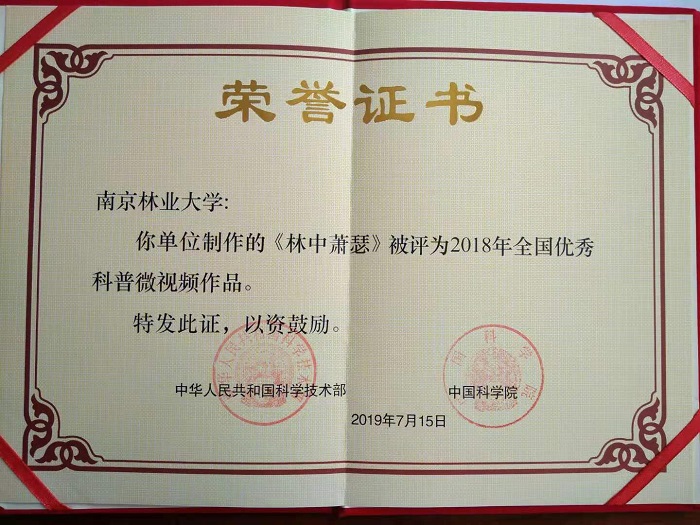 荣誉证书
南京林业大学:
你单位制作的《林中萧瑟》被评为2018年全国优秀
科普微视频作品。
特发此证，以资鼓励。
中华人民共和国科学技术部 中国科学院
2019年7月15日